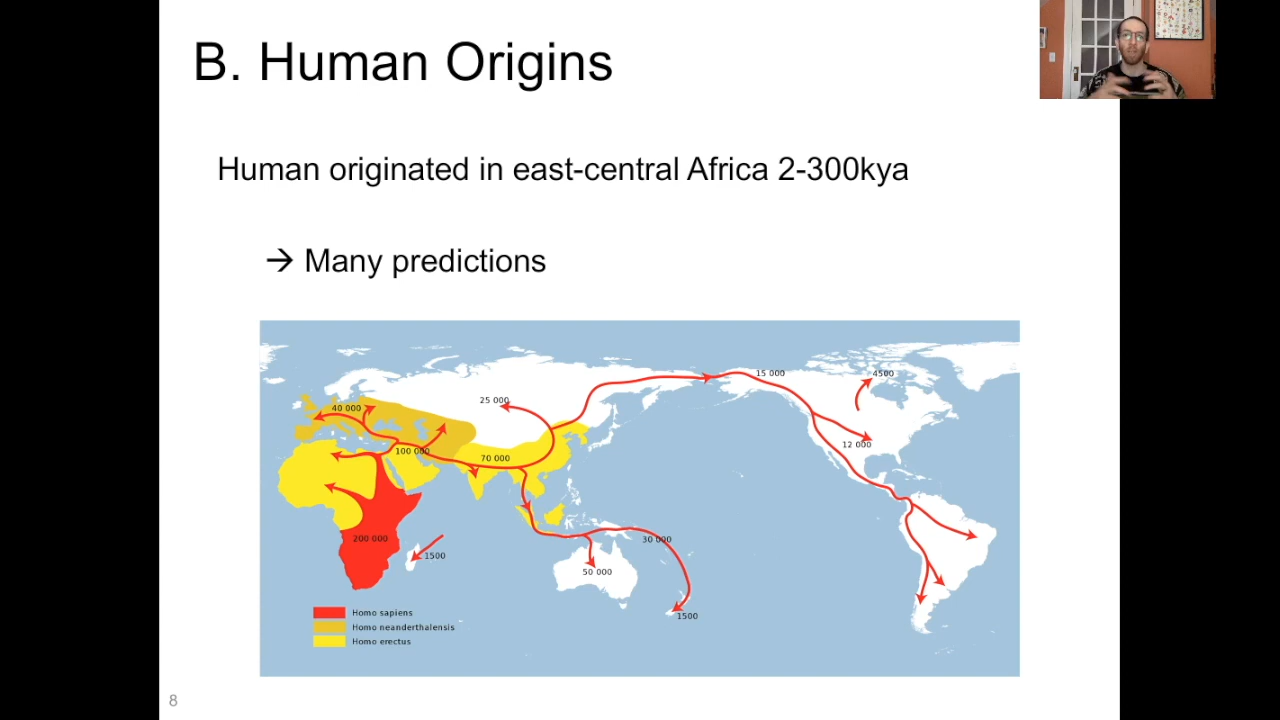 B. Human Origins
Human originated in east-central Africa 2-300kya
→ Many predictions
15 000
4500
25 000
40 000
12 000
100 000
70 000
200 000
30 000
1500
50 000
1500
Homo sapiens
Homo neanderthalensis
Homo erectus
8